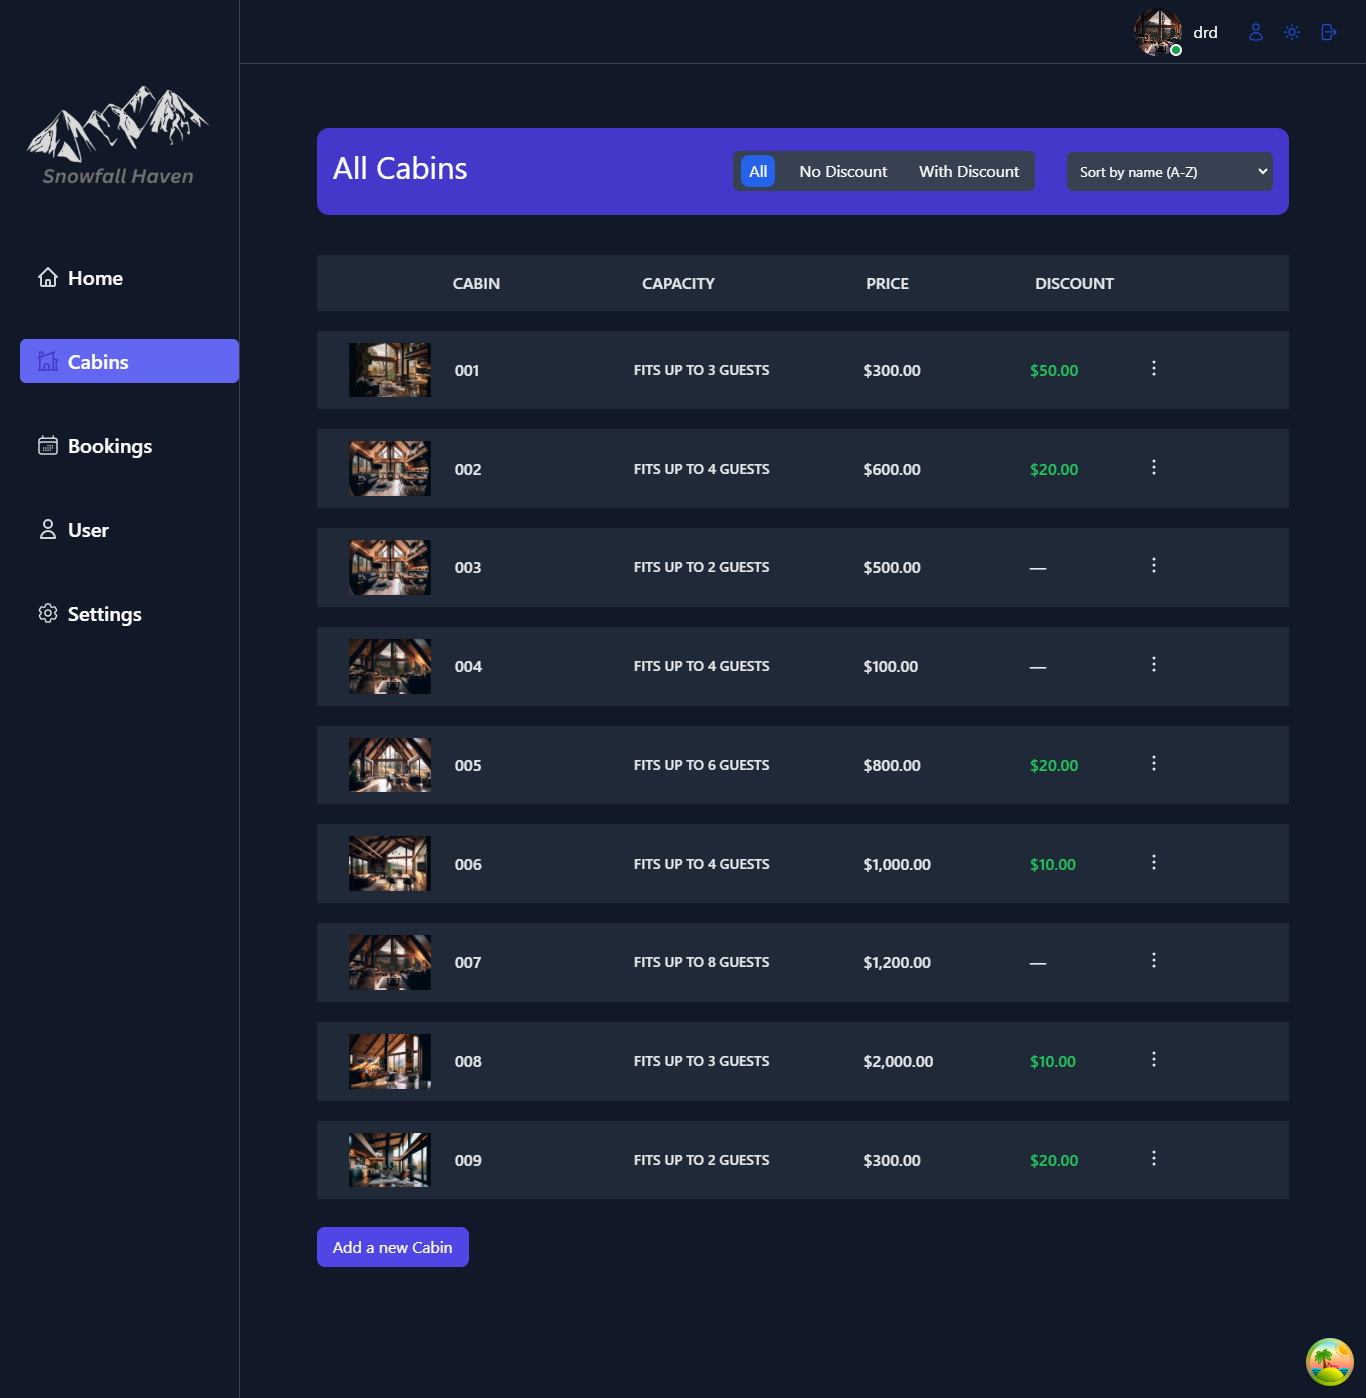 drd
Snowfall Haven
Home
Cabins
Bookings
User
Settings
All Cabins
All No Discount With Discount
Sort by name (A-Z)
CABIN CAPACITY PRICE DISCOUNT
001 FITS UP TO 3 GUESTS $300.00 $50.00
002 FITS UP TO 4 GUESTS $600.00 $20.00
003 FITS UP TO 2 GUESTS $500.00 —
004 FITS UP TO 4 GUESTS $100.00 —
005 FITS UP TO 6 GUESTS $800.00 $20.00
006 FITS UP TO 4 GUESTS $1,000.00 $10.00
007 FITS UP TO 8 GUESTS $1,200.00 —
008 FITS UP TO 3 GUESTS $2,000.00 $10.00
009 FITS UP TO 2 GUESTS $300.00 $20.00
Add a new Cabin